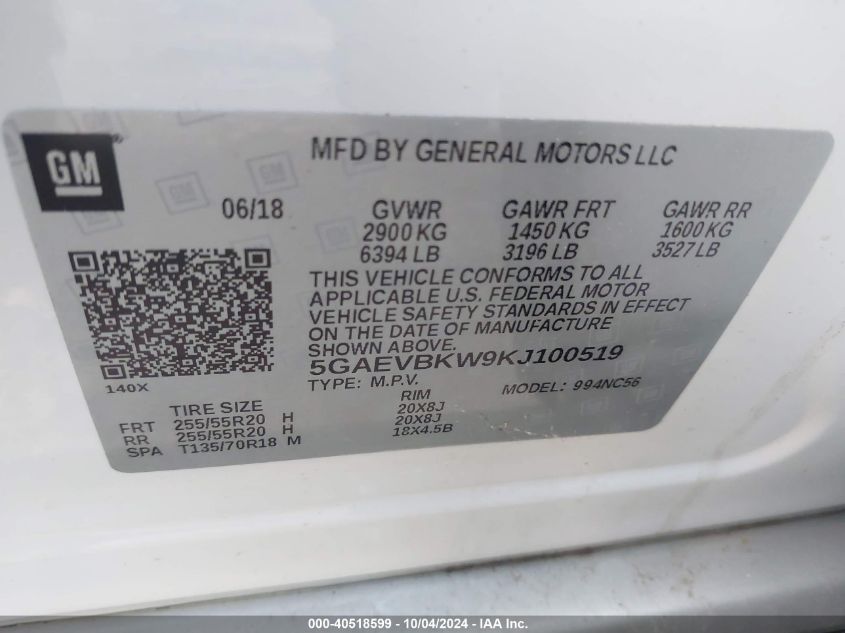 GM
MFD BY GENERAL MOTORS LLC
06/18 GVWR GAWR FRT GAWR RR
2900 KG 1450 KG 1600 KG
6394 LB 3196 LB 3527 LB
THIS VEHICLE CONFORMS TO ALL
APPLICABLE U.S. FEDERAL MOTOR
VEHICLE SAFETY STANDARDS IN EFFECT
ON THE DATE OF MANUFACTURE
SHOWN ABOVE.
5GAEVBKW9KJ100519
140X
TYPE: M.P.V. MODEL: 994NC56
TIRE SIZE RIM
FRT 255/55R20 H 20X8J
RR 255/55R20 H 20X8J
SPA T135/70R18 M 18X4.5B
000-40518599 - 10/04/2024 - IAA Inc.